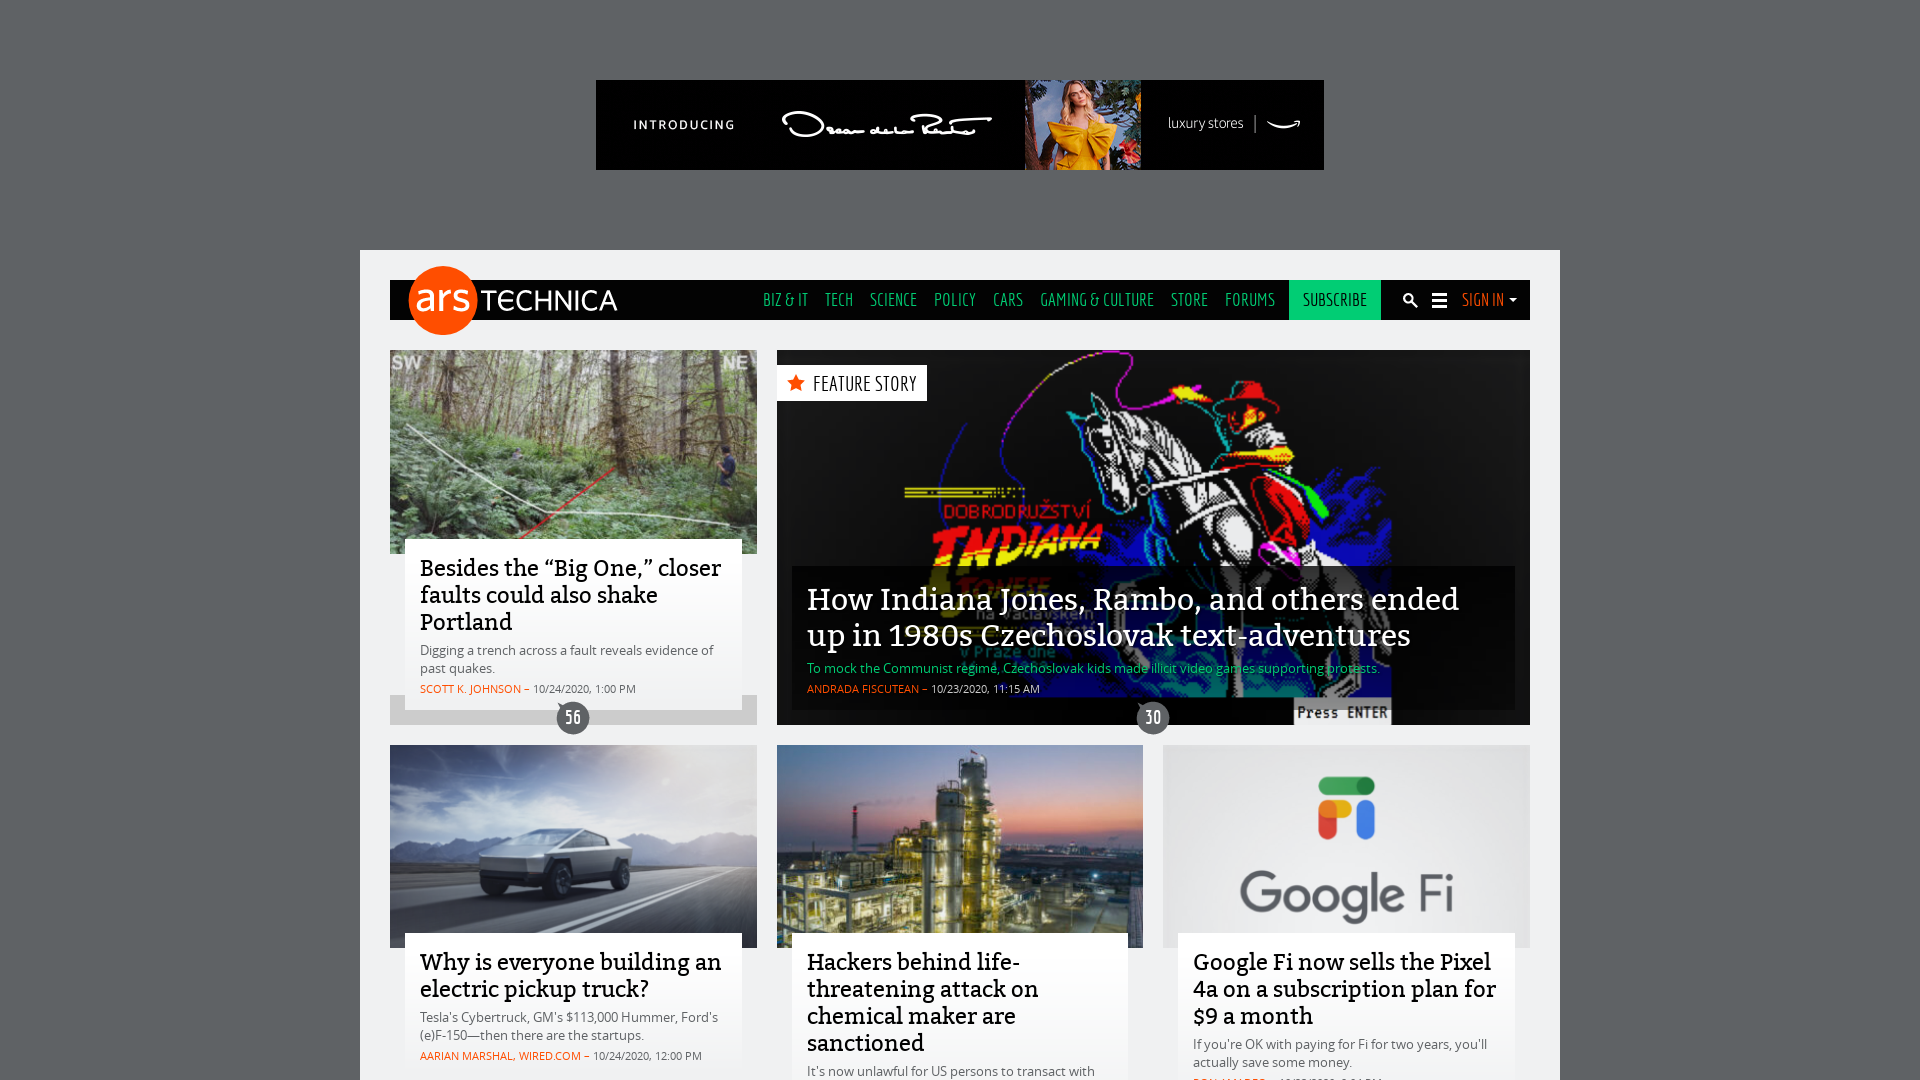 INTRODUCING
Oscar de la Renta
luxury stores
ars TECHNICA
BIZ & IT
TECH
SCIENCE
POLICY
CARS
GAMING & CULTURE
STORE
FORUMS
SUBSCRIBE
SIGN IN
SW
NE
Besides the “Big One,” closer
faults could also shake
Portland
Digging a trench across a fault reveals evidence of
past quakes.
SCOTT K. JOHNSON – 10/24/2020, 1:00 PM
56
FEATURE STORY
DOBRODRUŽSTVÍ
INDIANA
JONESE
na Václavském
v Praze dne
How Indiana Jones, Rambo, and others ended
up in 1980s Czechoslovak text-adventures
To mock the Communist regime, Czechoslovak kids made illicit video games supporting protests.
ANDRADA FISCUTEAN – 10/23/2020, 11:15 AM
Press ENTER
30
Why is everyone building an
electric pickup truck?
Tesla's Cybertruck, GM's $113,000 Hummer, Ford's
(e)F-150—then there are the startups.
AARIAN MARSHAL, WIRED.COM – 10/24/2020, 12:00 PM
Hackers behind life-
threatening attack on
chemical maker are
sanctioned
It's now unlawful for US persons to transact with
Google Fi
Google Fi now sells the Pixel
4a on a subscription plan for
$9 a month
If you're OK with paying for Fi for two years, you'll
actually save some money.